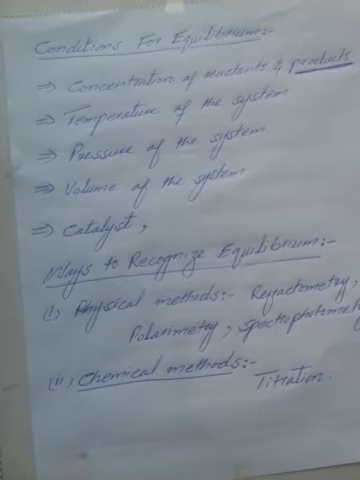 Conditions For Equilibrium:-
⇒ Concentration of reactants & products
⇒ Temperature of the system
⇒ Pressure of the system
⇒ Volume of the system
⇒ Catalyst,
Ways to Recognize Equilibrium:-
(i) Physical methods:- Refractometry,
Polarimetry, Spectrophotomet
(ii) Chemical methods:-
Titration.